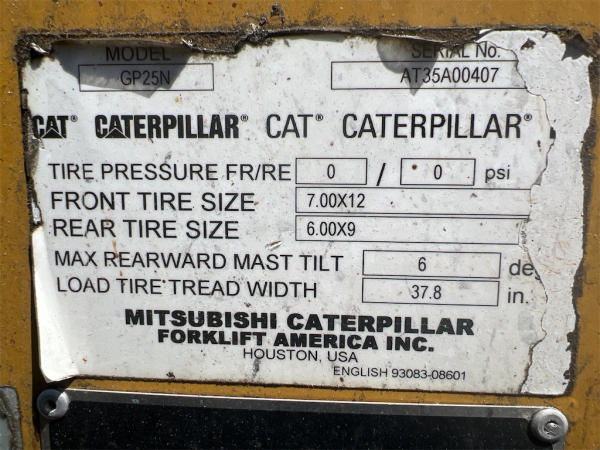 MODEL SERIAL No.
GP25N AT35A00407
CAT® CATERPILLAR® CAT® CATERPILLAR®
TIRE PRESSURE FR/RE 0 / 0 psi
FRONT TIRE SIZE 7.00X12
REAR TIRE SIZE 6.00X9
MAX REARWARD MAST TILT 6 deg
LOAD TIRE TREAD WIDTH 37.8 in.
MITSUBISHI CATERPILLAR
FORKLIFT AMERICA INC.
HOUSTON, USA
ENGLISH 93083-08601